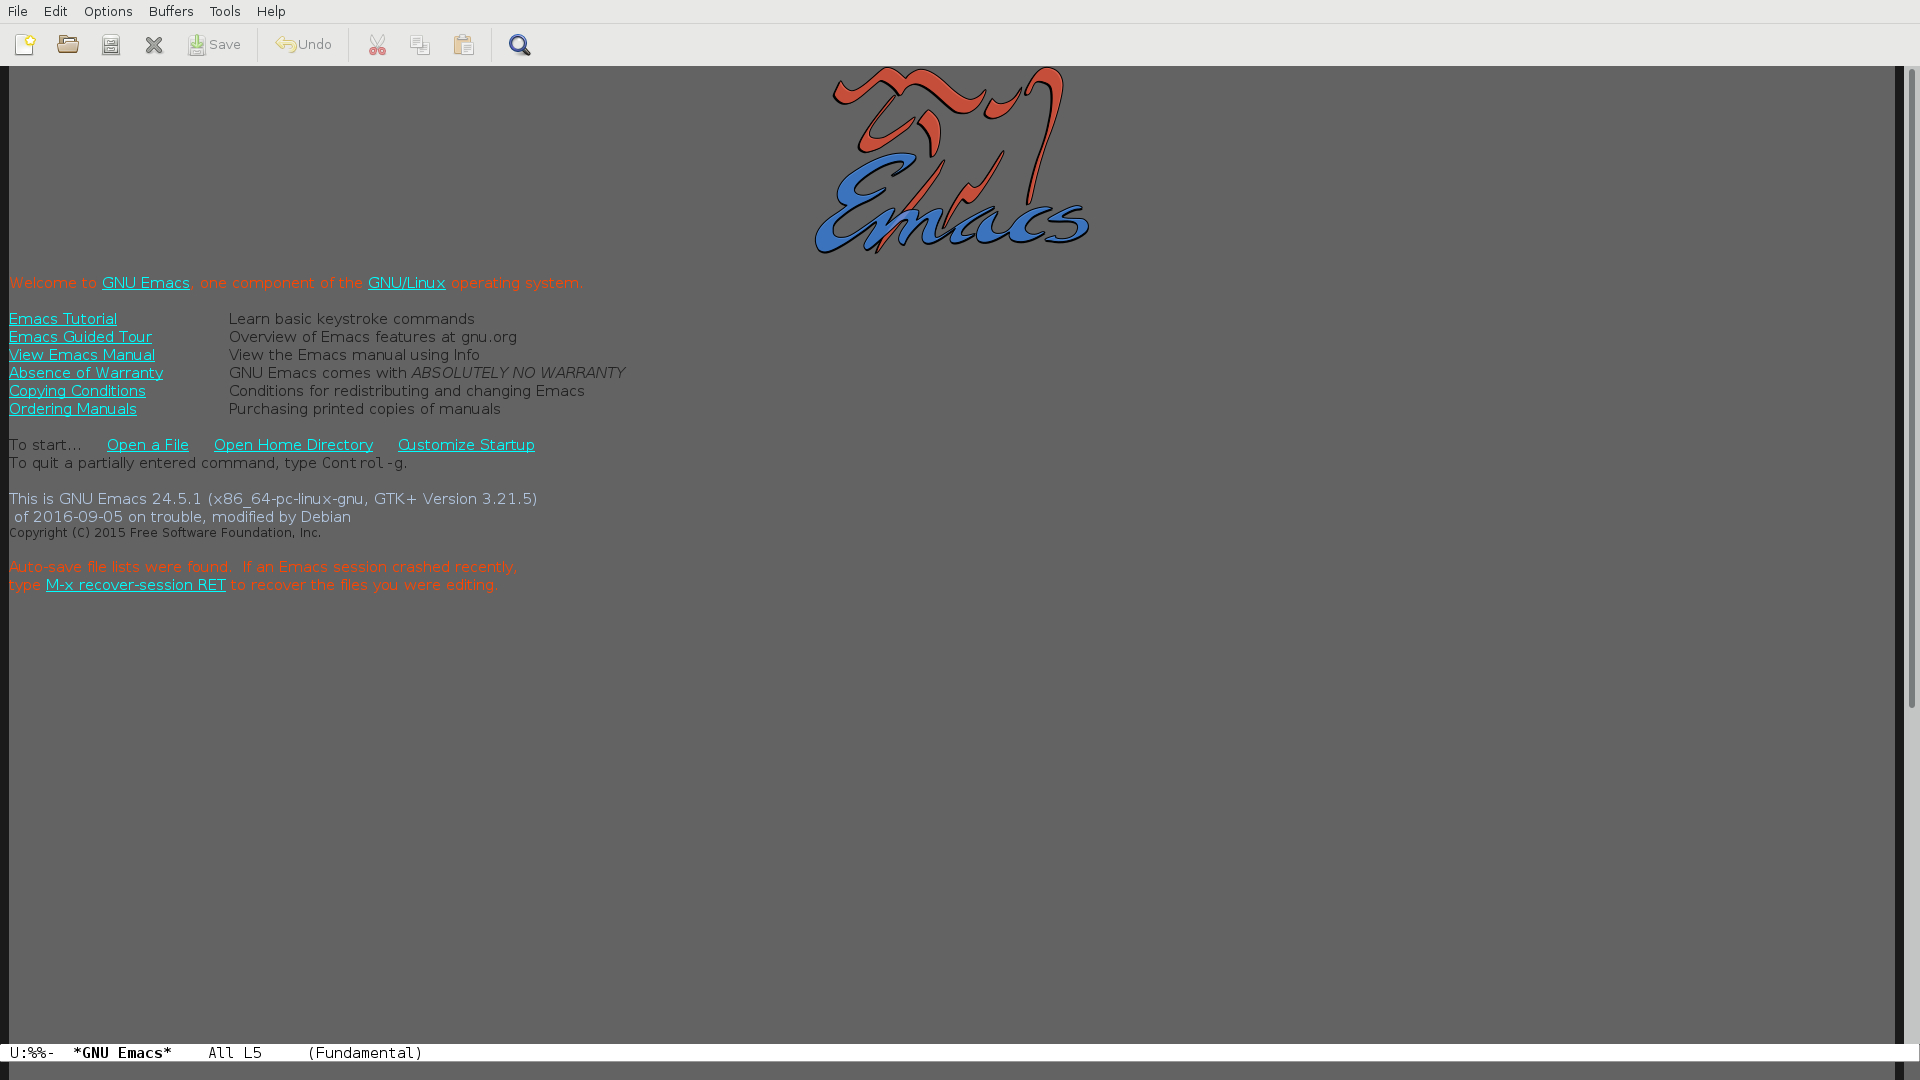 File Edit Options Buffers Tools Help
Save Undo
Emacs
Welcome to GNU Emacs, one component of the GNU/Linux operating system.
Emacs Tutorial Learn basic keystroke commands
Emacs Guided Tour Overview of Emacs features at gnu.org
View Emacs Manual View the Emacs manual using Info
Absence of Warranty GNU Emacs comes with ABSOLUTELY NO WARRANTY
Copying Conditions Conditions for redistributing and changing Emacs
Ordering Manuals Purchasing printed copies of manuals
To start... Open a File Open Home Directory Customize Startup
To quit a partially entered command, type Control-g.
This is GNU Emacs 24.5.1 (x86_64-pc-linux-gnu, GTK+ Version 3.21.5)
of 2016-09-05 on trouble, modified by Debian
Copyright (C) 2015 Free Software Foundation, Inc.
Auto-save file lists were found. If an Emacs session crashed recently,
type M-x recover-session RET to recover the files you were editing.
U:%%- *GNU Emacs* All L5 (Fundamental)